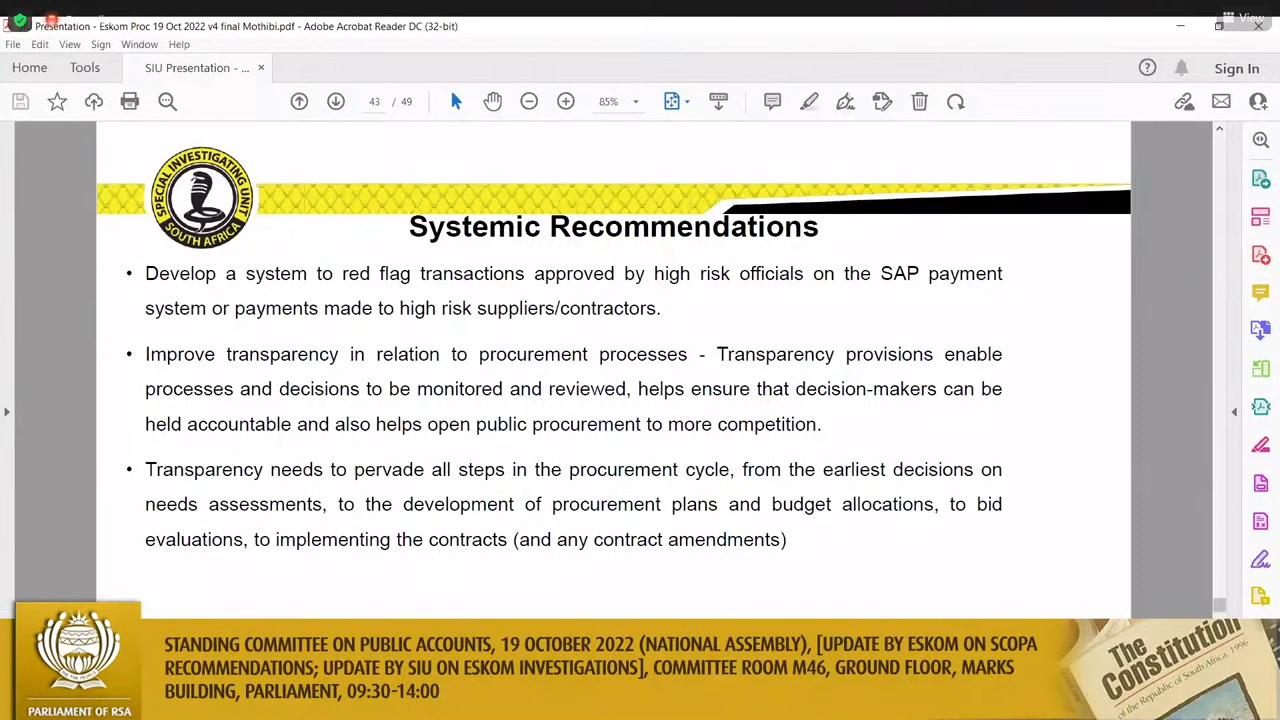 Presentation - Eskom Proc 19 Oct 2022 v4 final Mothibi.pdf - Adobe Acrobat Reader DC (32-bit)
View
File Edit View Sign Window Help
Home Tools SIU Presentation - ... × Sign In
43 / 49 85%
SPECIAL INVESTIGATING UNIT
SOUTH AFRICA
Systemic Recommendations
• Develop a system to red flag transactions approved by high risk officials on the SAP payment
system or payments made to high risk suppliers/contractors.
• Improve transparency in relation to procurement processes - Transparency provisions enable
processes and decisions to be monitored and reviewed, helps ensure that decision-makers can be
held accountable and also helps open public procurement to more competition.
• Transparency needs to pervade all steps in the procurement cycle, from the earliest decisions on
needs assessments, to the development of procurement plans and budget allocations, to bid
evaluations, to implementing the contracts (and any contract amendments)
STANDING COMMITTEE ON PUBLIC ACCOUNTS, 19 OCTOBER 2022 (NATIONAL ASSEMBLY), [UPDATE BY ESKOM ON SCOPA
RECOMMENDATIONS; UPDATE BY SIU ON ESKOM INVESTIGATIONS], COMMITTEE ROOM M46, GROUND FLOOR, MARKS
BUILDING, PARLIAMENT, 09:30-14:00
PARLIAMENT OF RSA
The
Constitution
of the Republic of South Africa, 1996